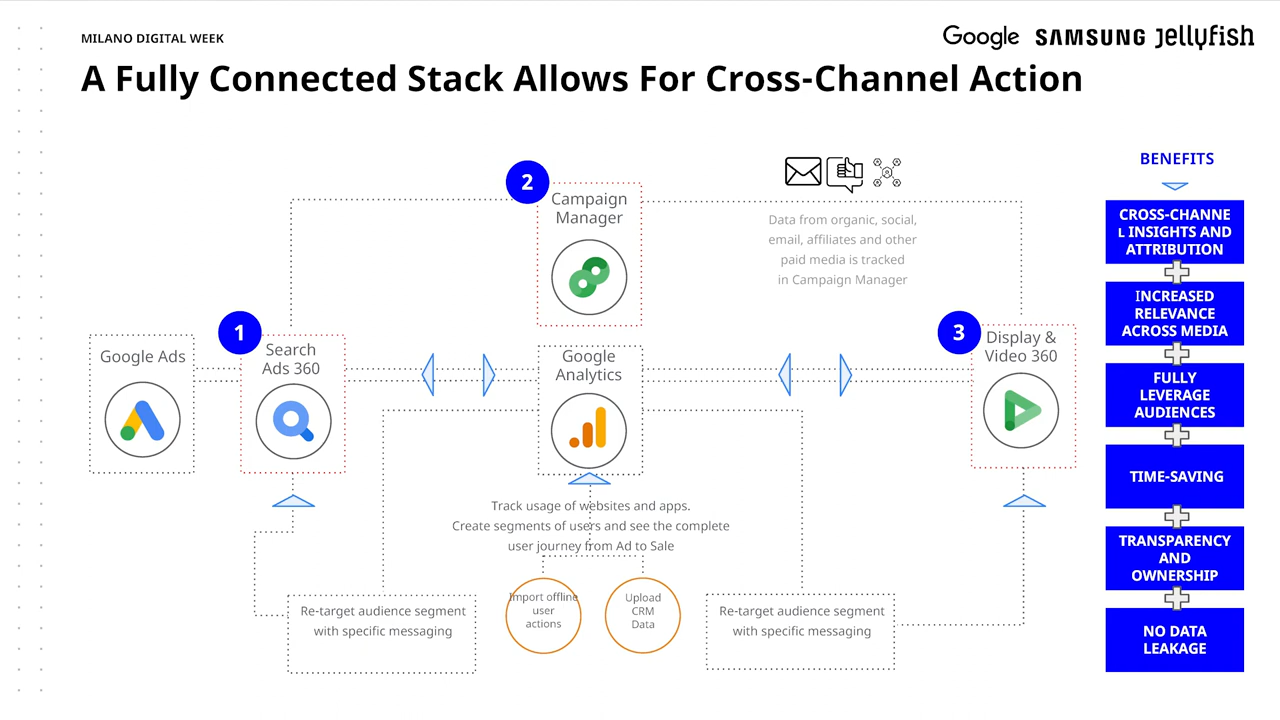 MILANO DIGITAL WEEK
Google SAMSUNG Jellyfish
A Fully Connected Stack Allows For Cross-Channel Action
2
Campaign
Manager
Data from organic, social,
email, affiliates and other
paid media is tracked
in Campaign Manager
1
Google Ads
Search
Ads 360
Google
Analytics
3
Display &
Video 360
Track usage of websites and apps.
Create segments of users and see the complete
user journey from Ad to Sale
Re-target audience segment
with specific messaging
Import offline
user
actions
Upload
CRM
Data
Re-target audience segment
with specific messaging
BENEFITS
CROSS-CHANNE
L INSIGHTS AND
ATTRIBUTION
INCREASED
RELEVANCE
ACROSS MEDIA
FULLY
LEVERAGE
AUDIENCES
TIME-SAVING
TRANSPARENCY
AND
OWNERSHIP
NO DATA
LEAKAGE